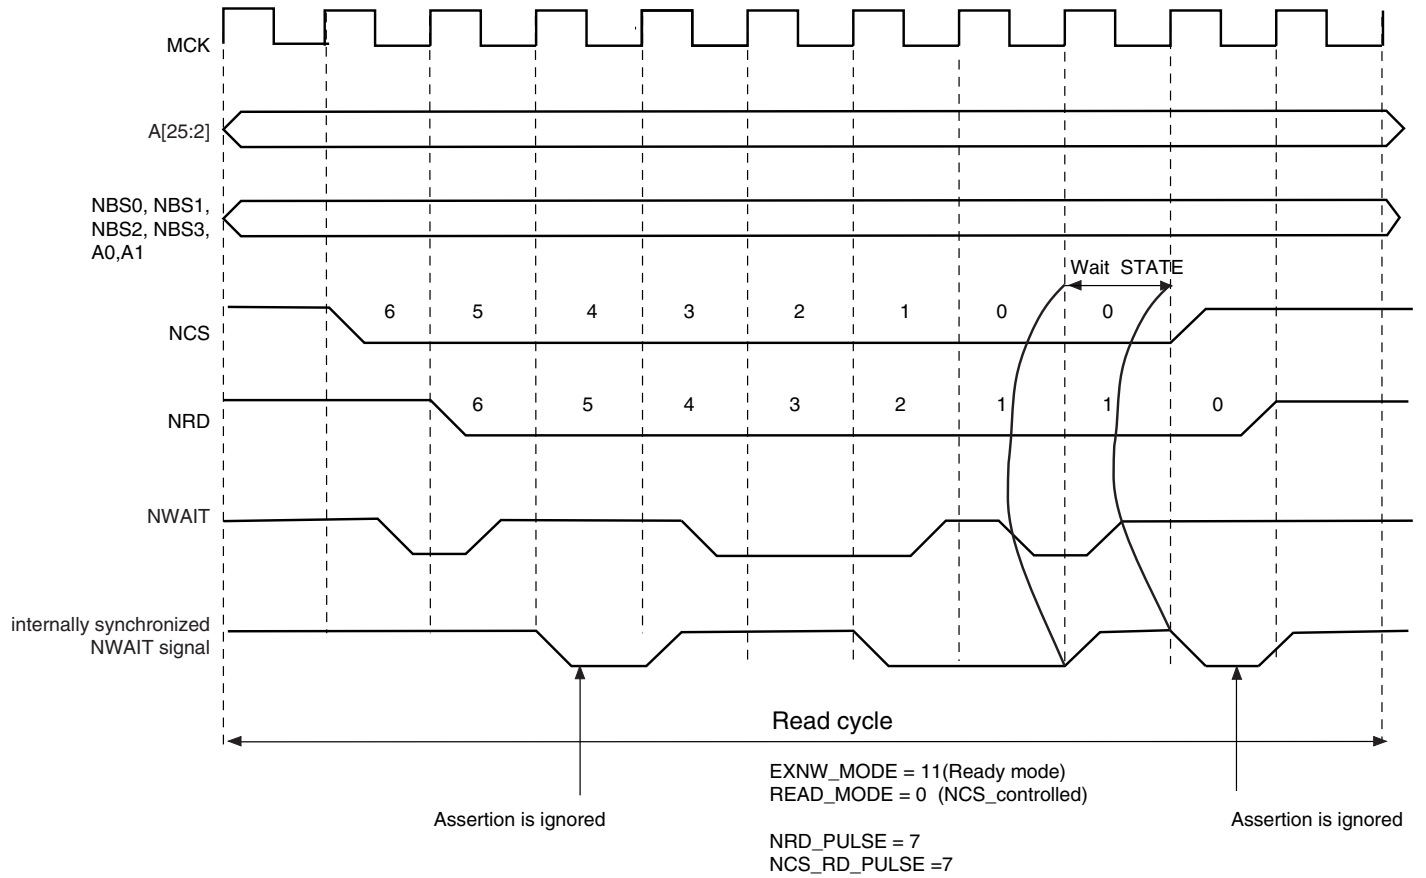 MCK
A[25:2]
NBS0, NBS1,
NBS2, NBS3,
A0,A1
Wait STATE
NCS
6 5 4 3 2 1 0 0
NRD
6 5 4 3 2 1 1 0
NWAIT
internally synchronized
NWAIT signal
Read cycle
EXNW_MODE = 11(Ready mode)
READ_MODE = 0 (NCS_controlled)
Assertion is ignored
Assertion is ignored
NRD_PULSE = 7
NCS_RD_PULSE =7